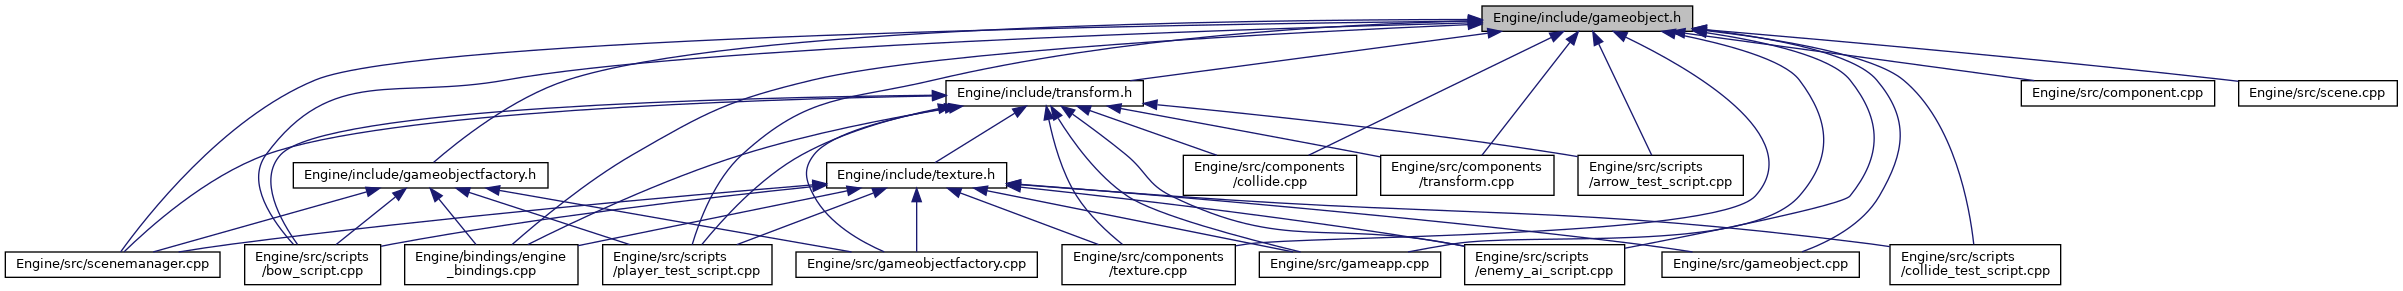 Engine/include/gameobject.h
Engine/include/transform.h
Engine/src/component.cpp
Engine/src/scene.cpp
Engine/include/gameobjectfactory.h
Engine/include/texture.h
Engine/src/components
/collide.cpp
Engine/src/components
/transform.cpp
Engine/src/scripts
/arrow_test_script.cpp
Engine/src/scenemanager.cpp
Engine/src/scripts
/bow_script.cpp
Engine/bindings/engine
_bindings.cpp
Engine/src/scripts
/player_test_script.cpp
Engine/src/gameobjectfactory.cpp
Engine/src/components
/texture.cpp
Engine/src/gameapp.cpp
Engine/src/scripts
/enemy_ai_script.cpp
Engine/src/gameobject.cpp
Engine/src/scripts
/collide_test_script.cpp